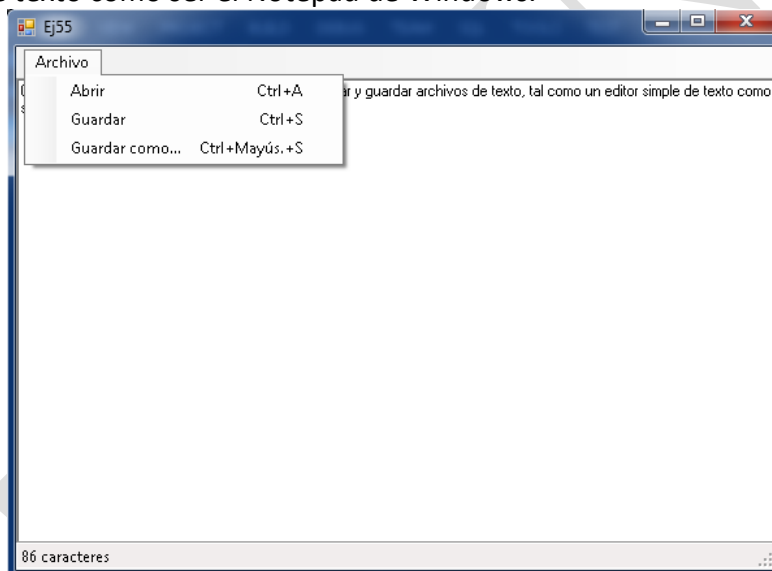 texto como ser el Notepad de Windows.
Ej55
Archivo
Abrir Ctrl+A
y guardar archivos de texto, tal como un editor simple de texto como
Guardar Ctrl+S
Guardar como... Ctrl+Mayús.+S
86 caracteres